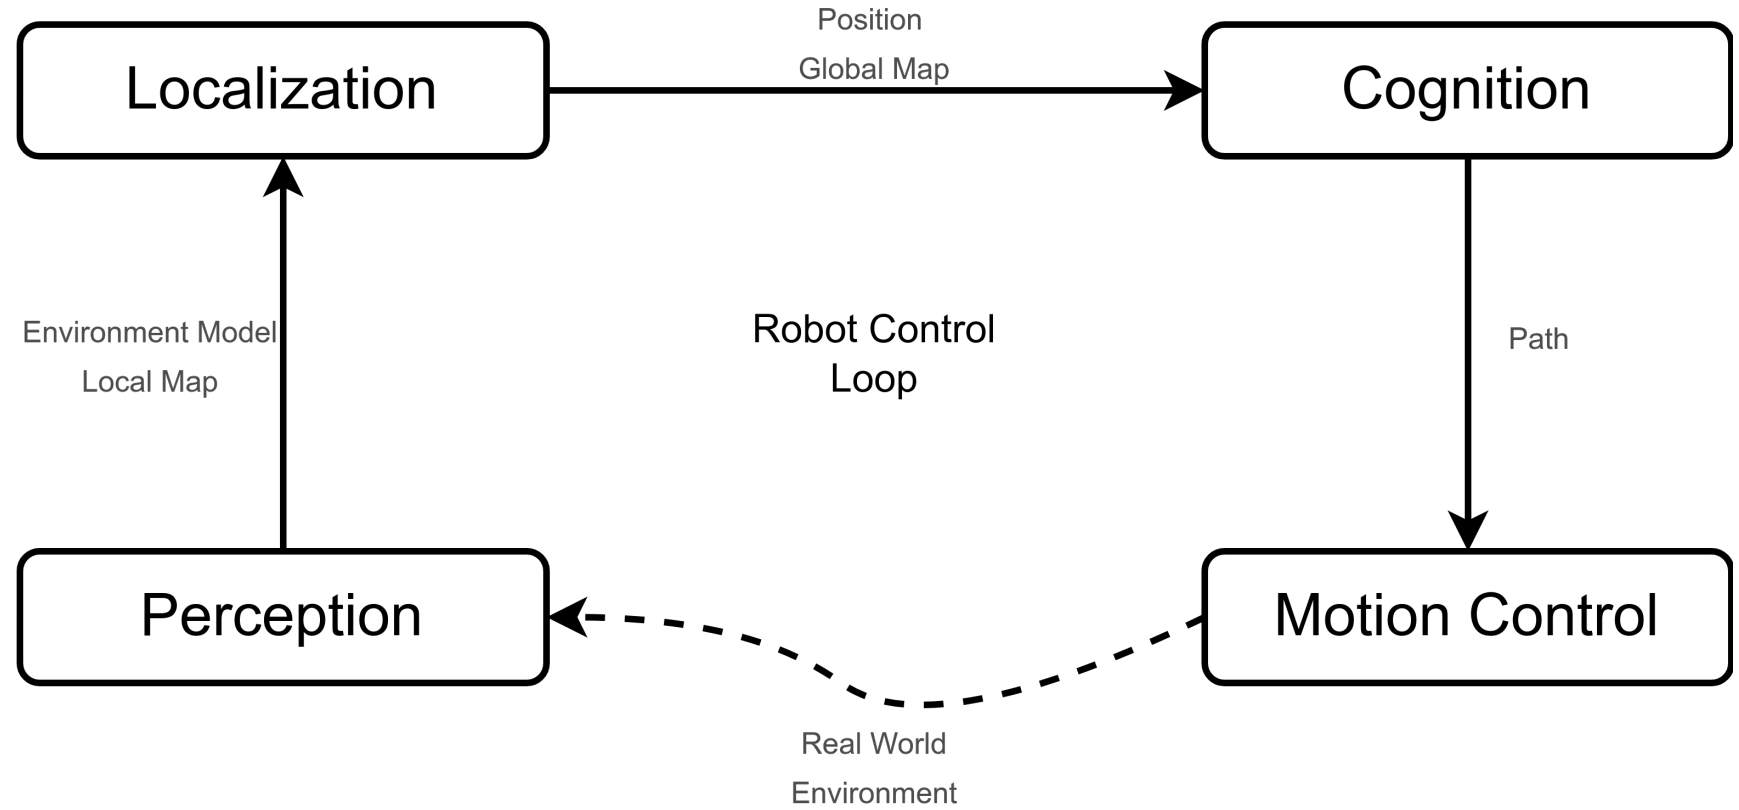 Position
Global Map
Localization
Cognition
Environment Model
Local Map
Robot Control
Loop
Path
Perception
Motion Control
Real World
Environment